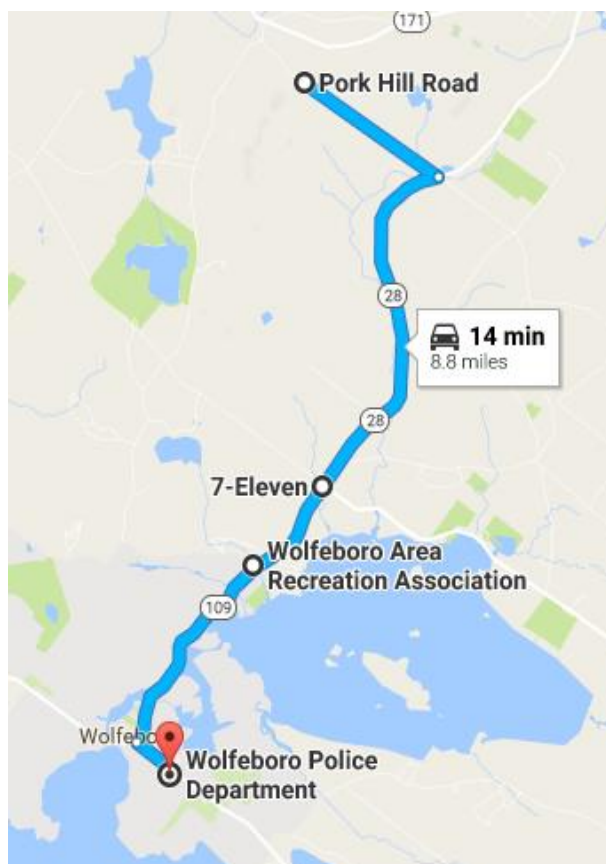 171
Pork Hill Road
28
14 min
8.8 miles
28
7-Eleven
Wolfeboro Area
Recreation Association
109
Wolfebo
Wolfeboro Police
Department